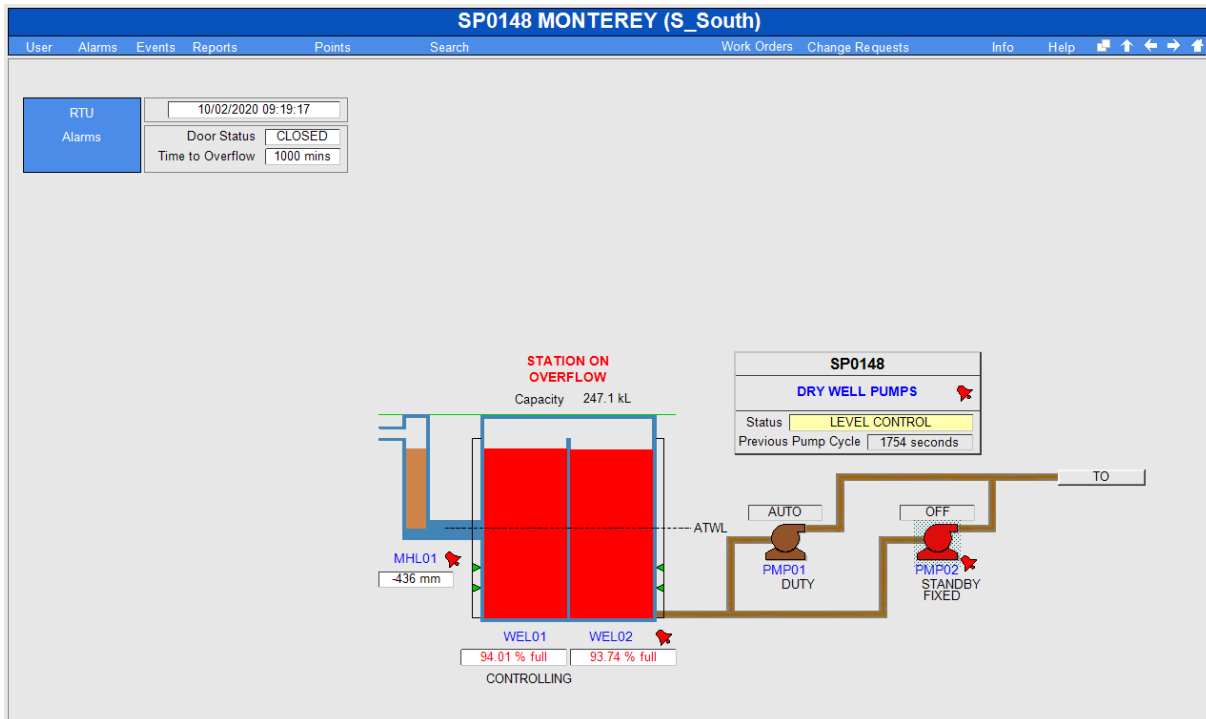 SP0148 MONTEREY (S_South)
User Alarms Events Reports Points Search Work Orders Change Requests Info Help
RTU
Alarms
10/02/2020 09:19:17
Door Status CLOSED
Time to Overflow 1000 mins
STATION ON
OVERFLOW
Capacity 247.1 kL
SP0148
DRY WELL PUMPS
Status LEVEL CONTROL
Previous Pump Cycle 1754 seconds
TO
AUTO OFF
ATWL
MHL01
-436 mm
PMP01
DUTY
PMP02
STANDBY
FIXED
WEL01 WEL02
94.01 % full 93.74 % full
CONTROLLING